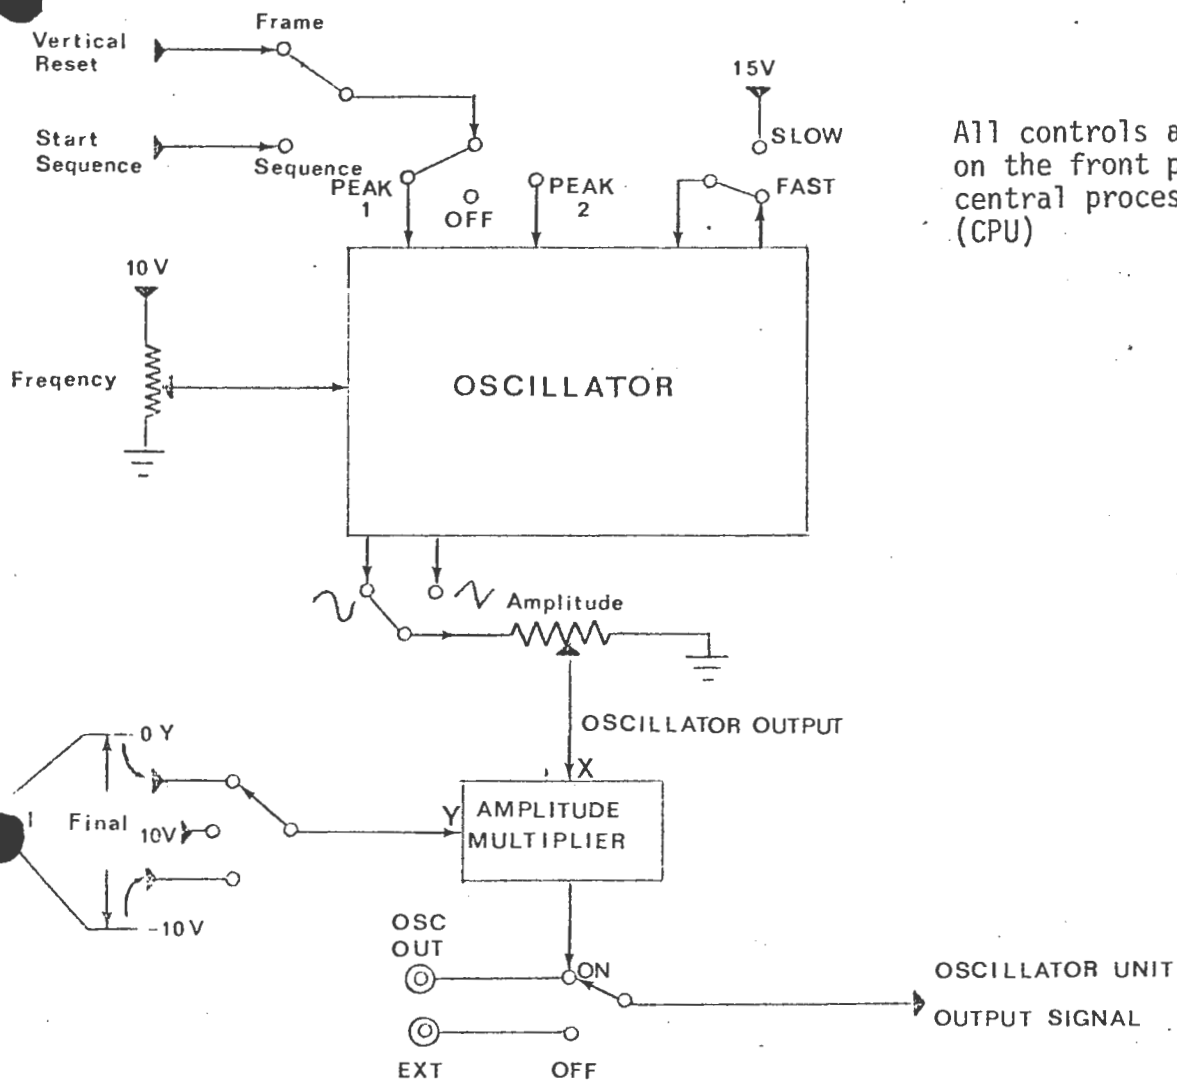 Frame
Vertical
Reset
15V
Start
Sequence
Sequence
SLOW
PEAK
1
OFF
PEAK
2
FAST
All controls a
on the front p
central proces
(CPU)
10V
Freqency
OSCILLATOR
Amplitude
OSCILLATOR OUTPUT
0 Y
X
Y
AMPLITUDE
MULTIPLIER
Final
10V
-10V
OSC
OUT
ON
OSCILLATOR UNIT
OUTPUT SIGNAL
EXT
OFF